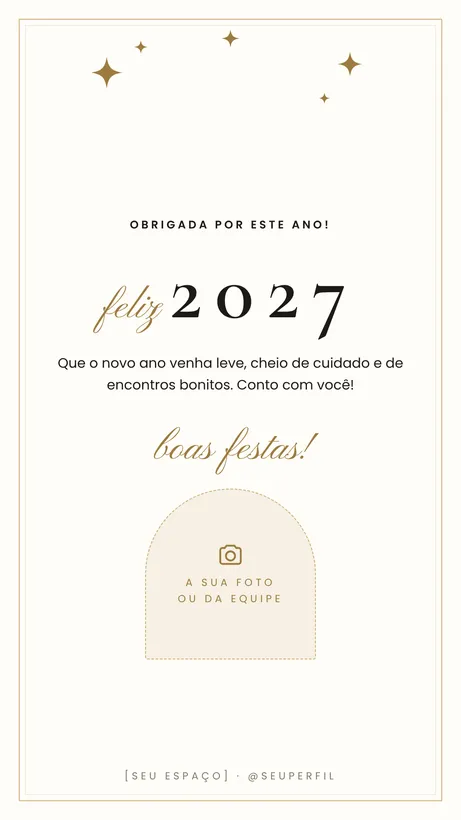 OBRIGADA POR ESTE ANO!
feliz 2027
Que o novo ano venha leve, cheio de cuidado e de
encontros bonitos. Conto com você!
boas festas!
A SUA FOTO
OU DA EQUIPE
[SEU ESPAÇO] · @SEUPERFIL